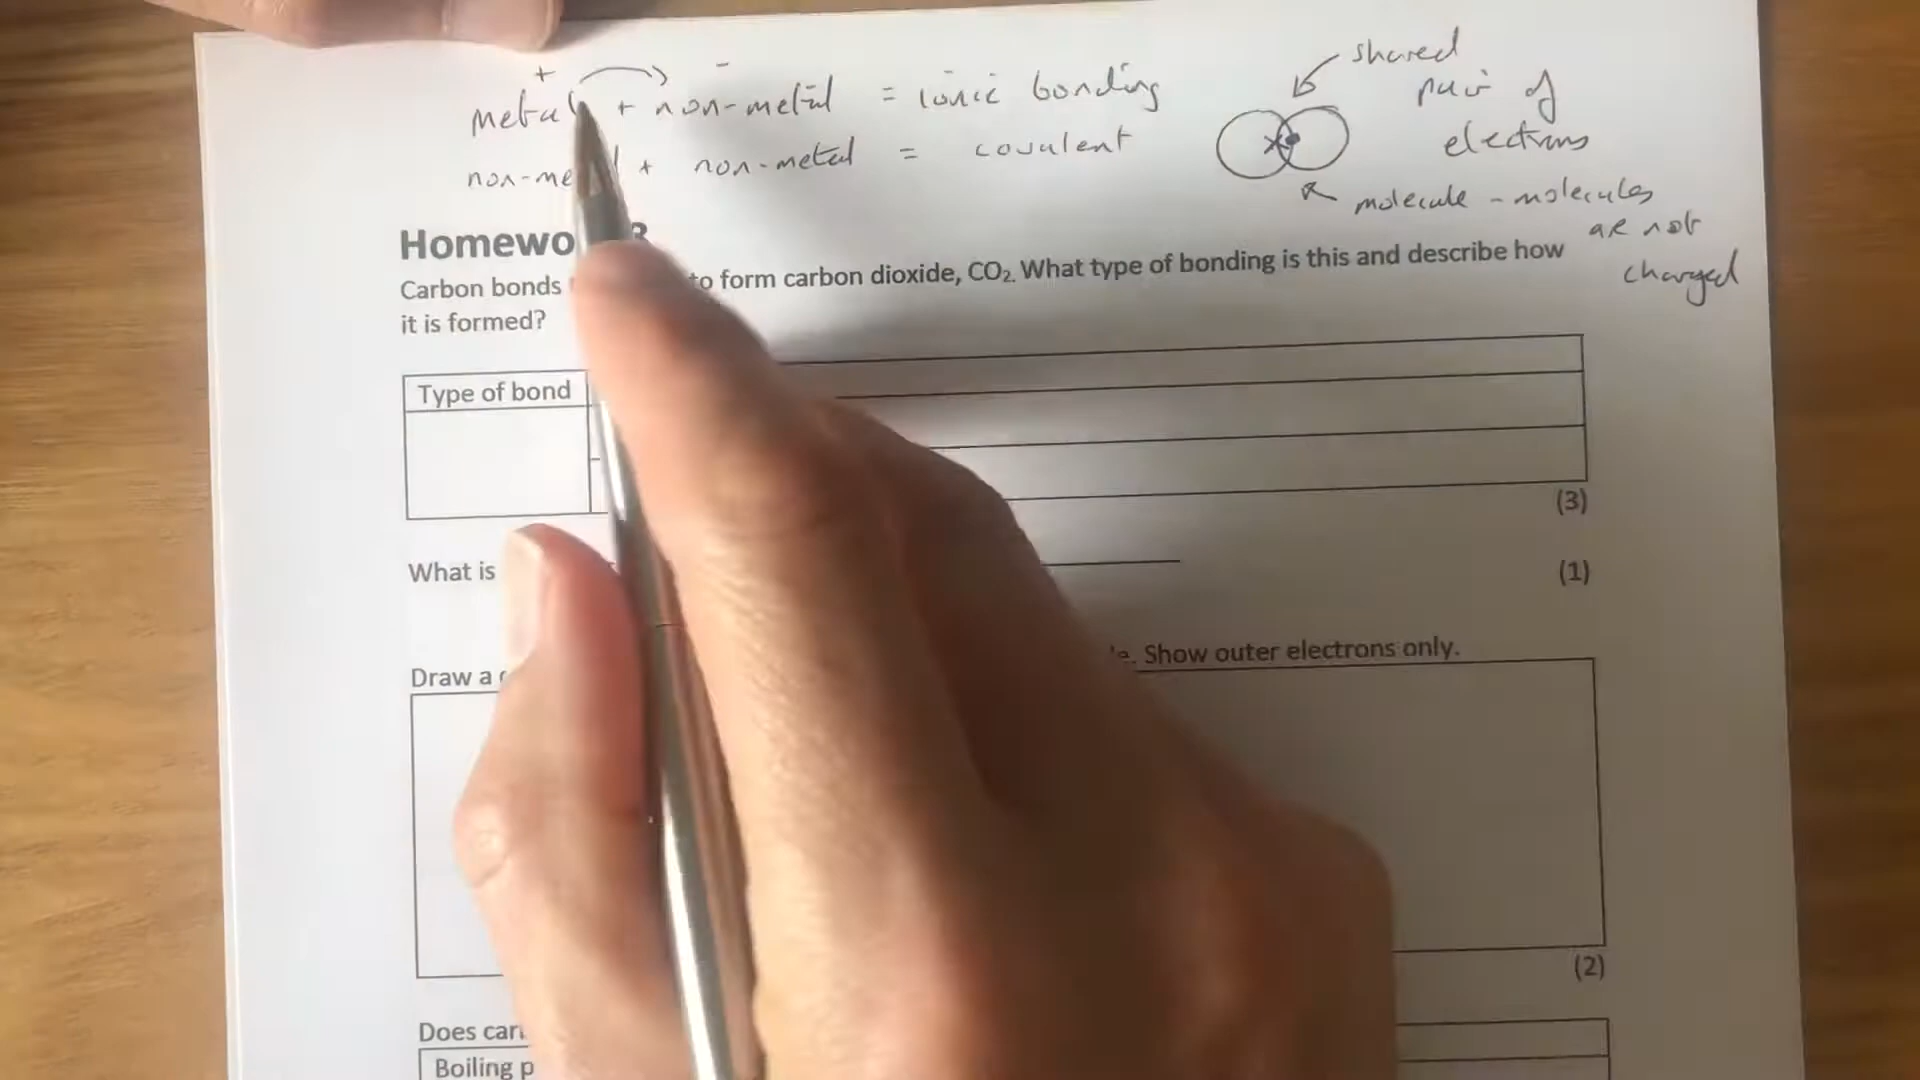 + -
metal + non-metal = ionic bonding
non-me + non-metal = covalent
shared
pair of
electrons
molecule - molecules
are not
charged
Homewo 3
Carbon bonds to form carbon dioxide, CO₂. What type of bonding is this and describe how
it is formed?
Type of bond
(3)
What is
(1)
Draw a Show outer electrons only.
(2)
Does car
Boiling p